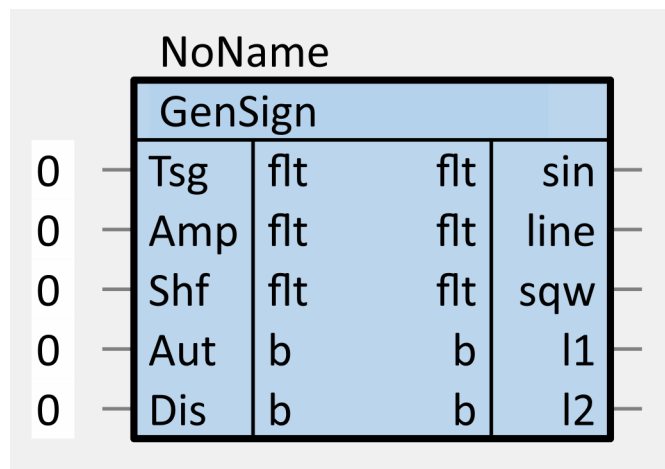 NoName
GenSign
0 Tsg flt flt sin
0 Amp flt flt line
0 Shf flt flt sqw
0 Aut b b l1
0 Dis b b l2